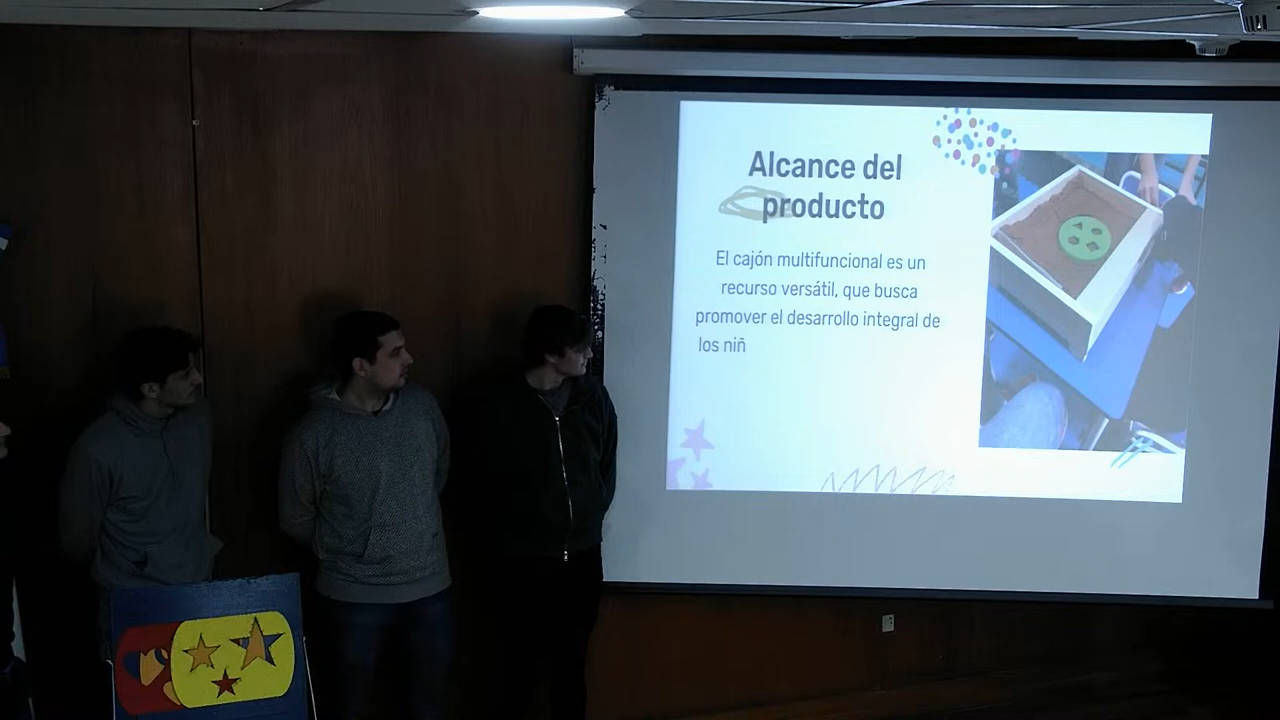 Alcance del
producto
El cajón multifuncional es un
recurso versátil, que busca
promover el desarrollo integral de
los niñ